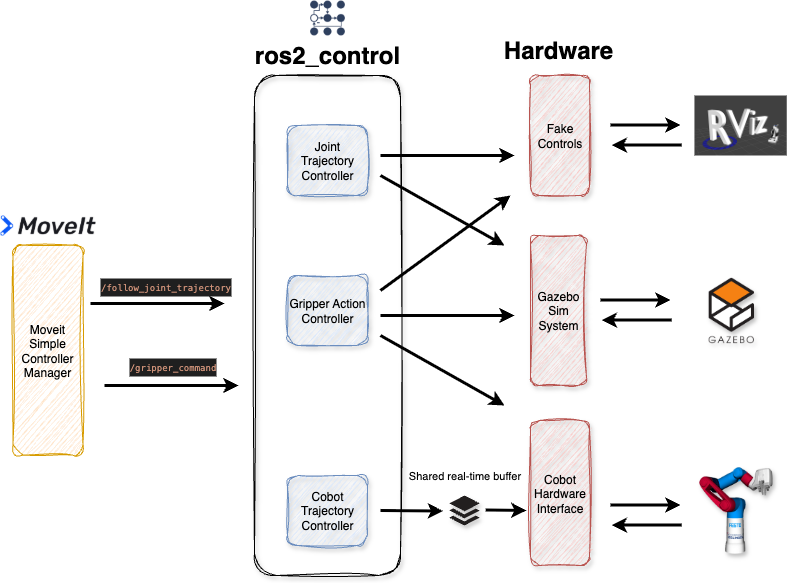 ros2_control
Hardware
Joint
Trajectory
Controller
Fake
Controls
RViz
MoveIt
/follow_joint_trajectory
Moveit
Simple
Controller
Manager
/gripper_command
Gripper Action
Controller
Gazebo
Sim
System
GAZEBO
Shared real-time buffer
Cobot
Trajectory
Controller
Cobot
Hardware
Interface